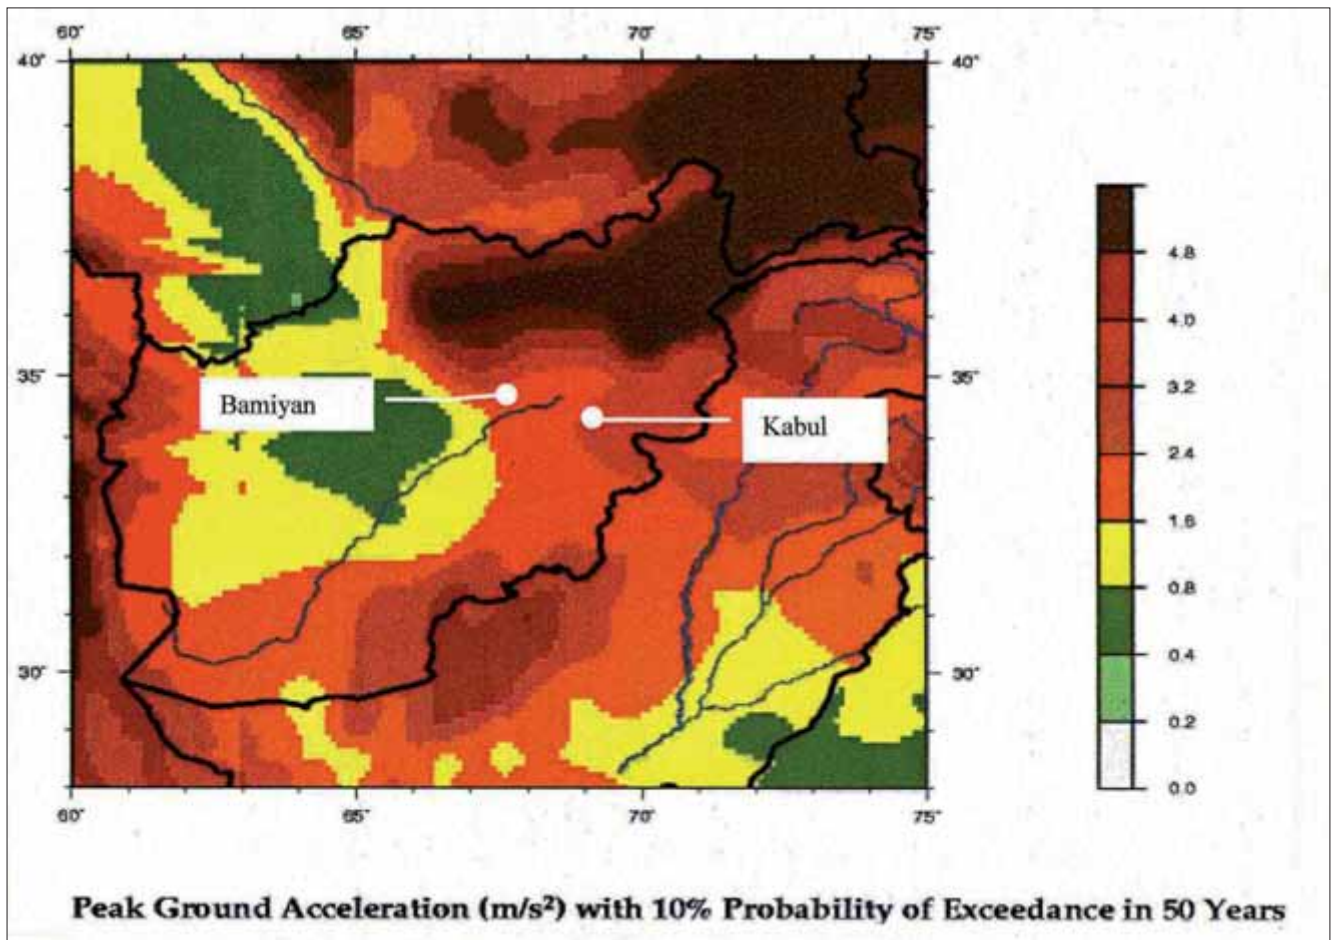 60° 65° 70° 75°
40° 40°
4.8
4.0
3.2
35° 35°
Bamiyan
Kabul
2.4
1.6
0.8
0.4
30° 30°
0.2
0.0
60° 65° 70° 75°
Peak Ground Acceleration (m/s²) with 10% Probability of Exceedance in 50 Years